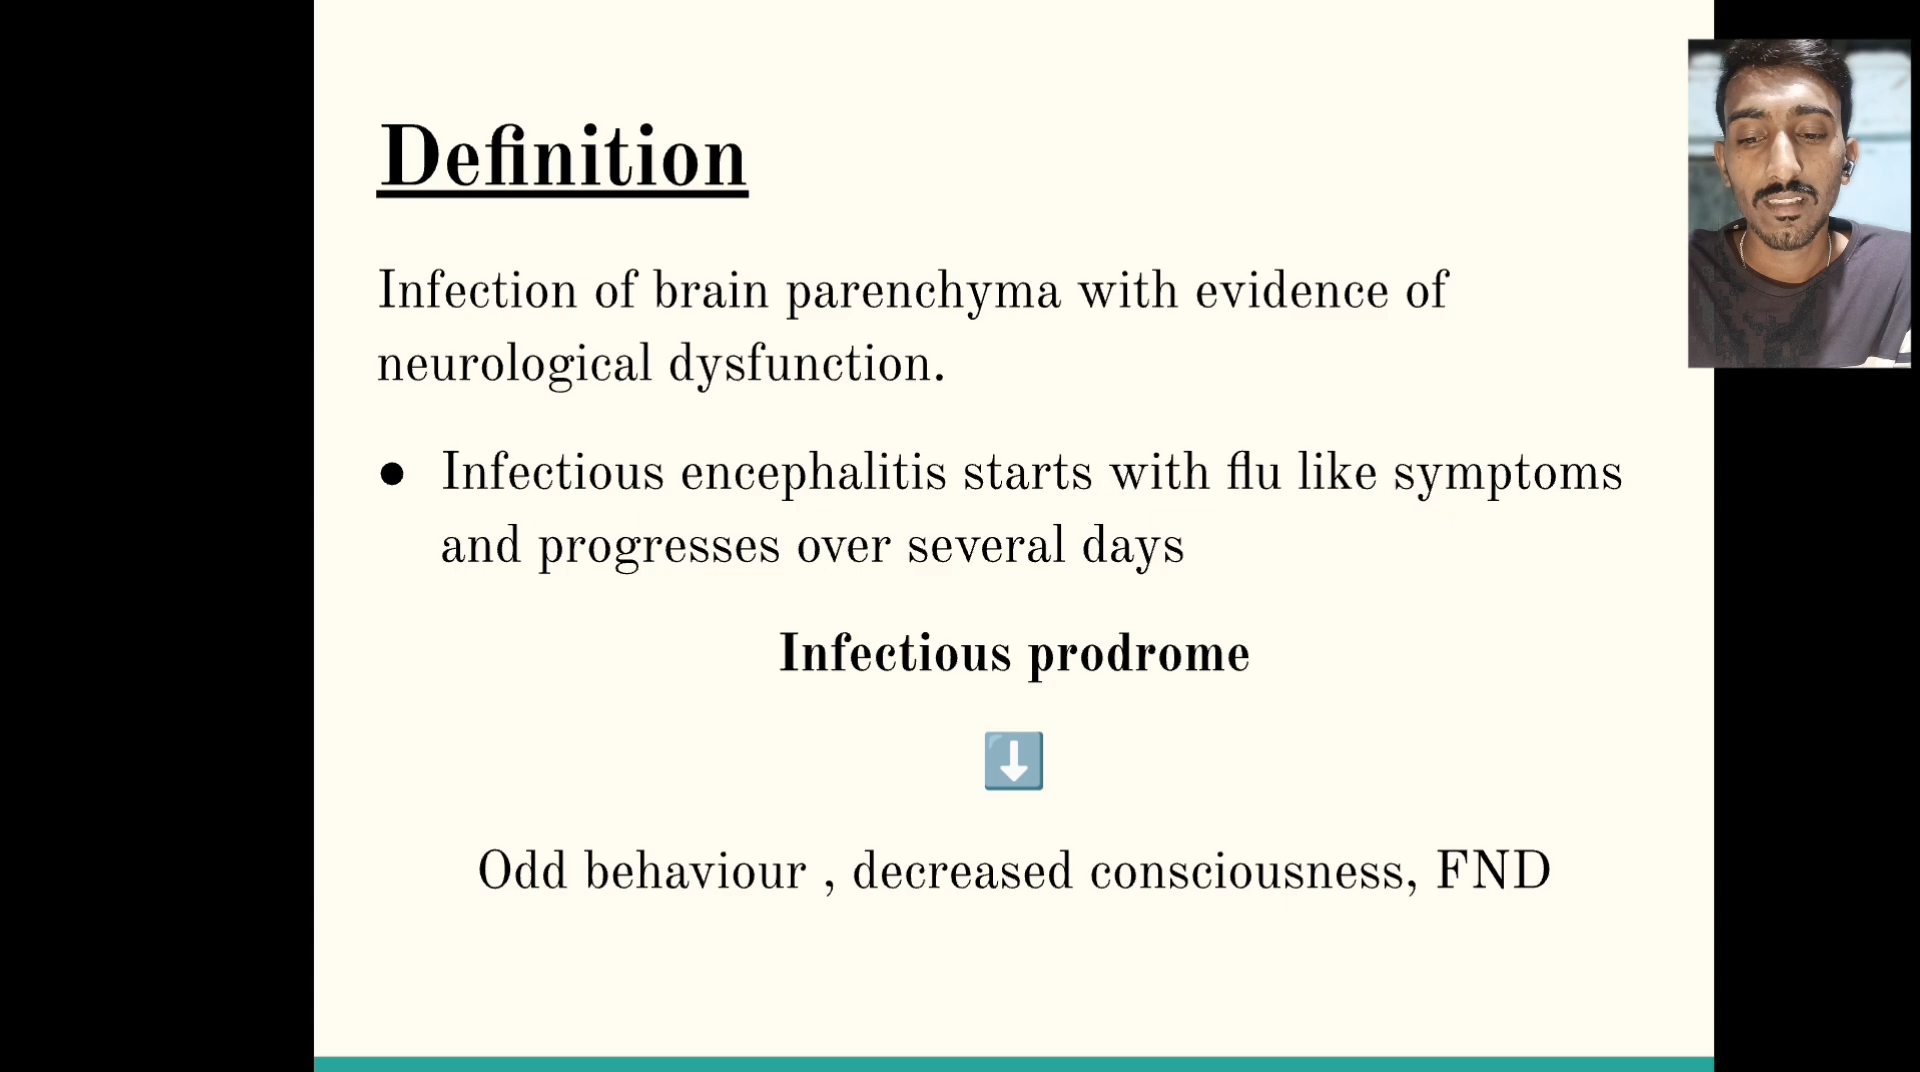 Definition
Infection of brain parenchyma with evidence of
neurological dysfunction.
● Infectious encephalitis starts with flu like symptoms
and progresses over several days
Infectious prodrome
⬇️
Odd behaviour , decreased consciousness, FND